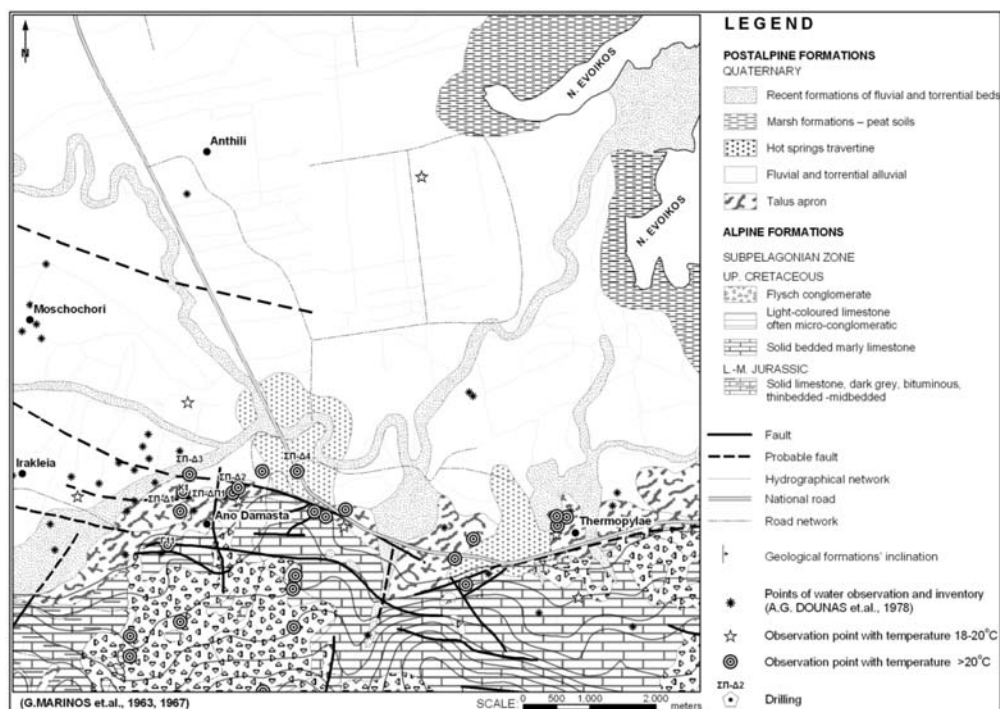 N
N. EVOIKOS
Anthili
N. EVOIKOS
Moschochori
Irakleia
ΣΠ-Δ3
ΣΠ-Δ4
ΣΠ-Δ2
ΣΠ-Δ1
ΣΠ-ΔΠ1
Ano Damasta
Thermopylae
Γ11
(G.MARINOS et.al., 1963, 1967)
SCALE:
0 500 1.000 2.000
meters
LEGEND
POSTALPINE FORMATIONS
QUATERNARY
Recent formations of fluvial and torrential beds
Marsh formations – peat soils
Hot springs travertine
Fluvial and torrential alluvial
Talus apron
ALPINE FORMATIONS
SUBPELAGONIAN ZONE
UP. CRETACEOUS
Flysch conglomerate
Light-coloured limestone
often micro-conglomeratic
Solid bedded marly limestone
L.-M. JURASSIC
Solid limestone, dark grey, bituminous,
thinbedded -midbedded
Fault
Probable fault
Hydrographical network
National road
Road network
Geological formations' inclination
Points of water observation and inventory
(A.G. DOUNAS et.al., 1978)
Observation point with temperature 18-20°C
Observation point with temperature >20°C
ΣΠ-Δ2
Drilling